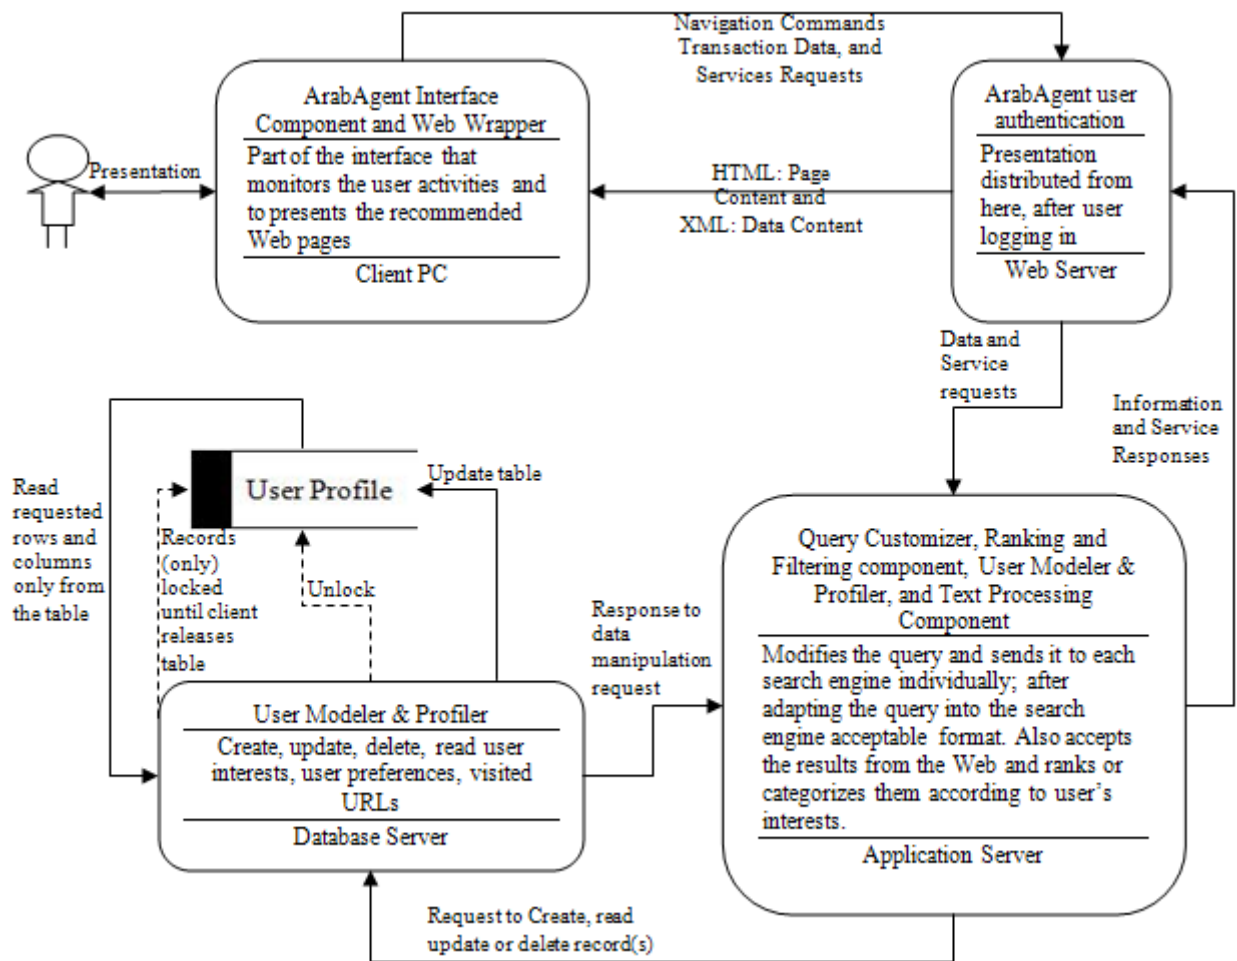 Navigation Commands
Transaction Data, and
Services Requests
ArabAgent Interface
Component and Web Wrapper
Part of the interface that
monitors the user activities and
to presents the recommended
Web pages
Client PC
ArabAgent user
authentication
Presentation
distributed from
here, after user
logging in
Web Server
Presentation
HTML: Page
Content and
XML: Data Content
Data and
Service
requests
Information
and Service
Responses
Read
requested
rows and
columns
only from
the table
User Profile
Update table
Records
(only)
locked
until client
releases
table
Unlock
Response to
data
manipulation
request
Query Customizer, Ranking and
Filtering component, User Modeler &
Profiler, and Text Processing
Component
Modifies the query and sends it to each
search engine individually; after
adapting the query into the search
engine acceptable format. Also accepts
the results from the Web and ranks or
categorizes them according to user's
interests.
Application Server
User Modeler & Profiler
Create, update, delete, read user
interests, user preferences, visited
URLs
Database Server
Request to Create, read
update or delete record(s)